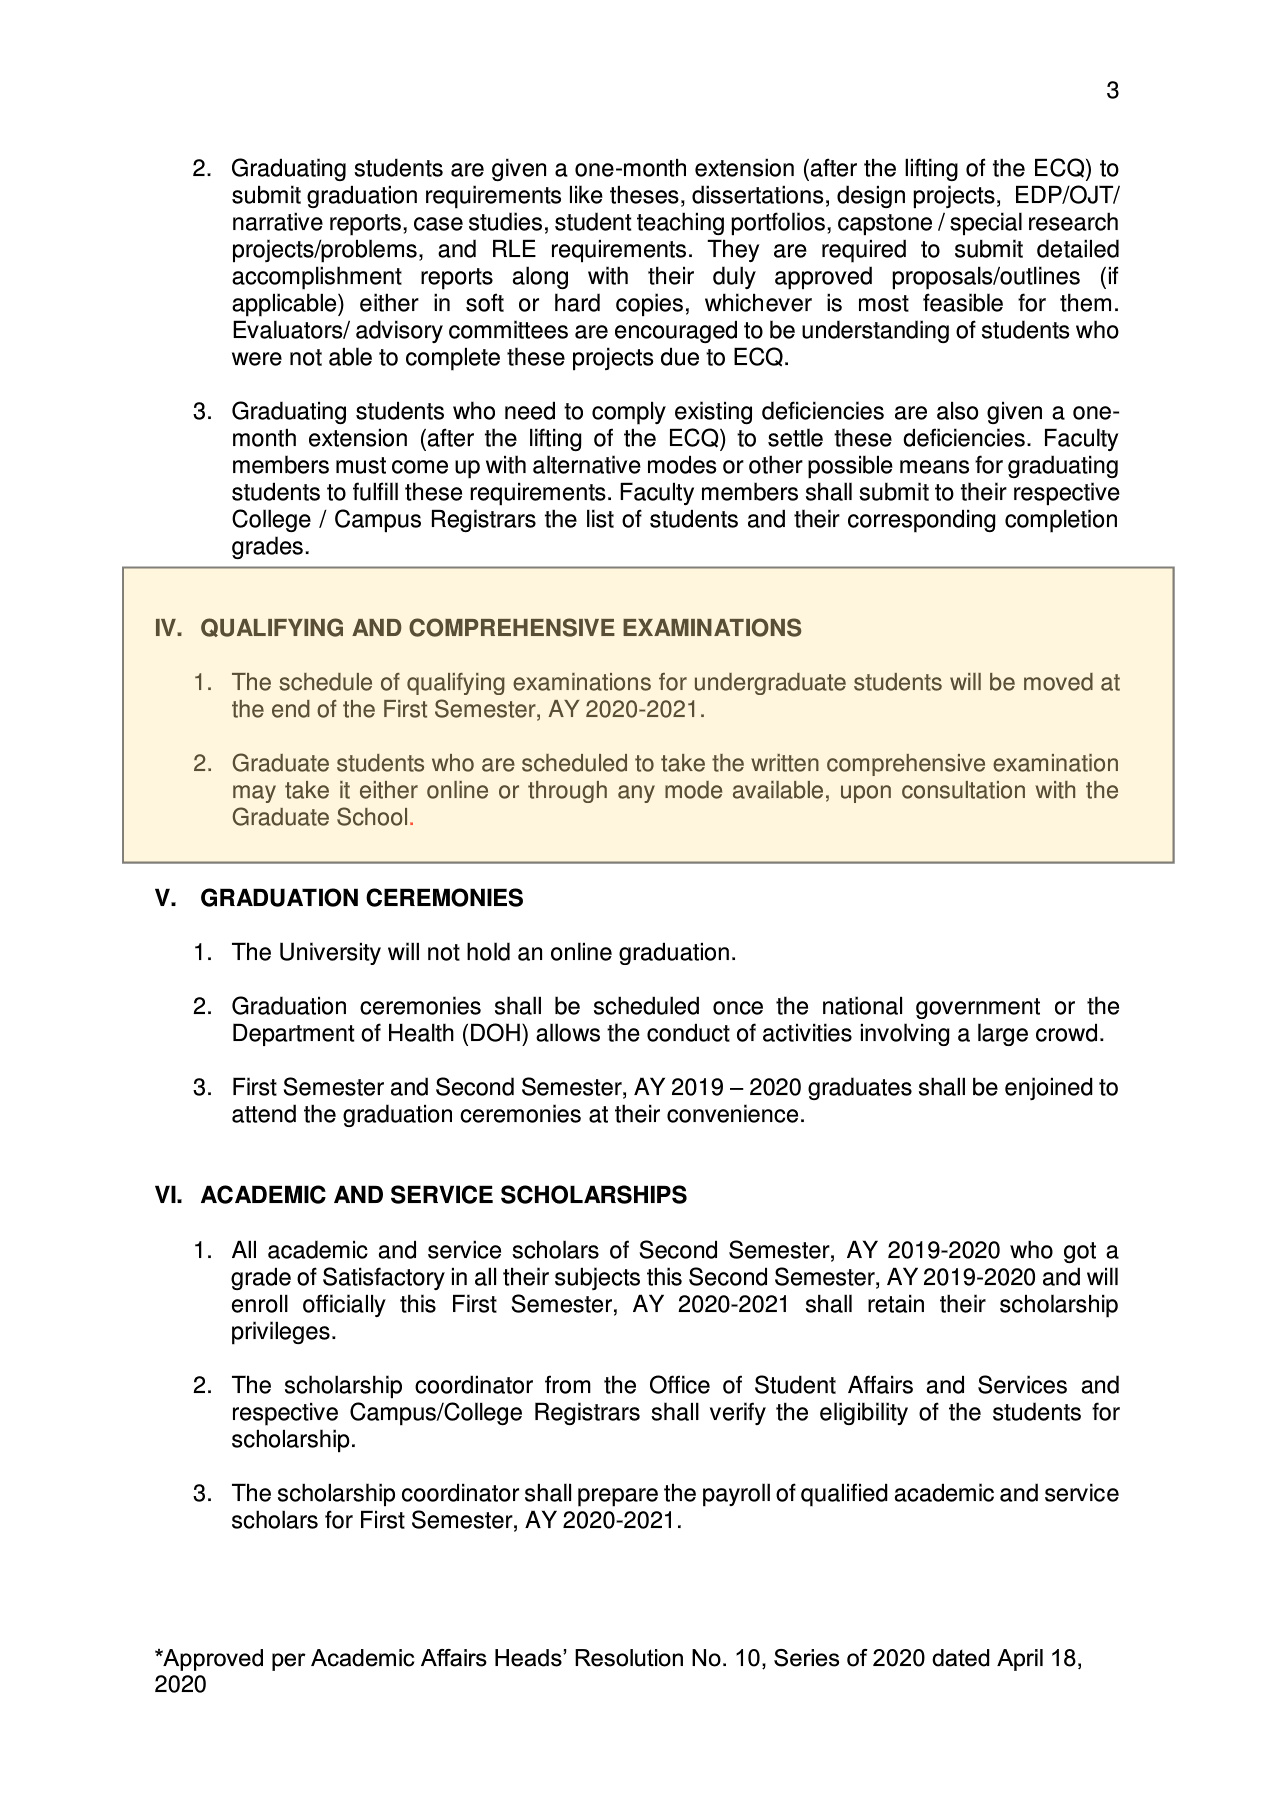 3
2. Graduating students are given a one-month extension (after the lifting of the ECQ) to
submit graduation requirements like theses, dissertations, design projects, EDP/OJT/
narrative reports, case studies, student teaching portfolios, capstone / special research
projects/problems, and RLE requirements. They are required to submit detailed
accomplishment reports along with their duly approved proposals/outlines (if
applicable) either in soft or hard copies, whichever is most feasible for them.
Evaluators/ advisory committees are encouraged to be understanding of students who
were not able to complete these projects due to ECQ.
3. Graduating students who need to comply existing deficiencies are also given a one-
month extension (after the lifting of the ECQ) to settle these deficiencies. Faculty
members must come up with alternative modes or other possible means for graduating
students to fulfill these requirements. Faculty members shall submit to their respective
College / Campus Registrars the list of students and their corresponding completion
grades.
IV. QUALIFYING AND COMPREHENSIVE EXAMINATIONS
1. The schedule of qualifying examinations for undergraduate students will be moved at
the end of the First Semester, AY 2020-2021.
2. Graduate students who are scheduled to take the written comprehensive examination
may take it either online or through any mode available, upon consultation with the
Graduate School.
V. GRADUATION CEREMONIES
1. The University will not hold an online graduation.
2. Graduation ceremonies shall be scheduled once the national government or the
Department of Health (DOH) allows the conduct of activities involving a large crowd.
3. First Semester and Second Semester, AY 2019 – 2020 graduates shall be enjoined to
attend the graduation ceremonies at their convenience.
VI. ACADEMIC AND SERVICE SCHOLARSHIPS
1. All academic and service scholars of Second Semester, AY 2019-2020 who got a
grade of Satisfactory in all their subjects this Second Semester, AY 2019-2020 and will
enroll officially this First Semester, AY 2020-2021 shall retain their scholarship
privileges.
2. The scholarship coordinator from the Office of Student Affairs and Services and
respective Campus/College Registrars shall verify the eligibility of the students for
scholarship.
3. The scholarship coordinator shall prepare the payroll of qualified academic and service
scholars for First Semester, AY 2020-2021.
*Approved per Academic Affairs Heads’ Resolution No. 10, Series of 2020 dated April 18,
2020